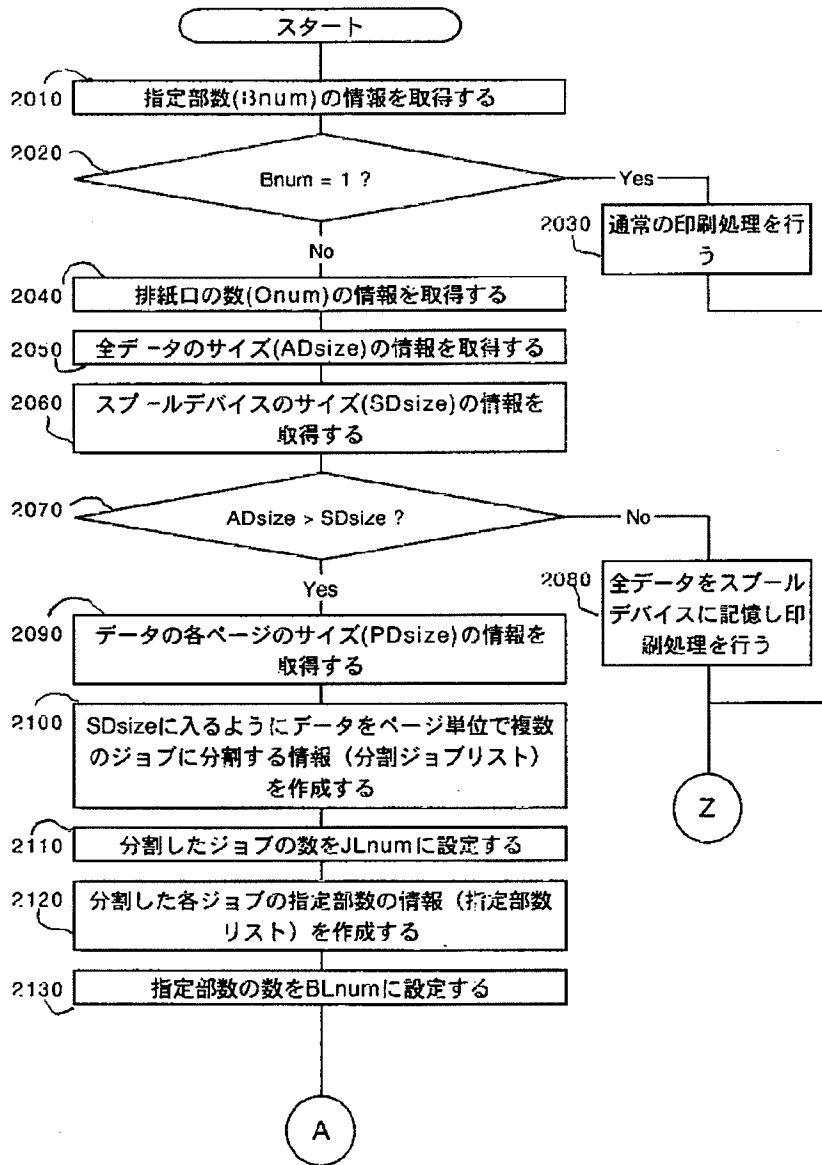 スタート
2010
指定部数(Bnum)の情報を取得する
2020
Bnum = 1 ?
Yes
2030
通常の印刷処理を行
う
No
2040
排紙口の数(Onum)の情報を取得する
2050
全データのサイズ(ADsize)の情報を取得する
2060
スプールデバイスのサイズ(SDsize)の情報を
取得する
2070
ADsize > SDsize ?
No
2080
全データをスプール
デバイスに記憶し印
刷処理を行う
Yes
2090
データの各ページのサイズ(PDsize)の情報を
取得する
2100
SDsizeに入るようにデータをページ単位で複数
のジョブに分割する情報（分割ジョブリスト）
を作成する
Z
2110
分割したジョブの数をJLnumに設定する
2120
分割した各ジョブの指定部数の情報（指定部数
リスト）を作成する
2130
指定部数の数をBLnumに設定する
A